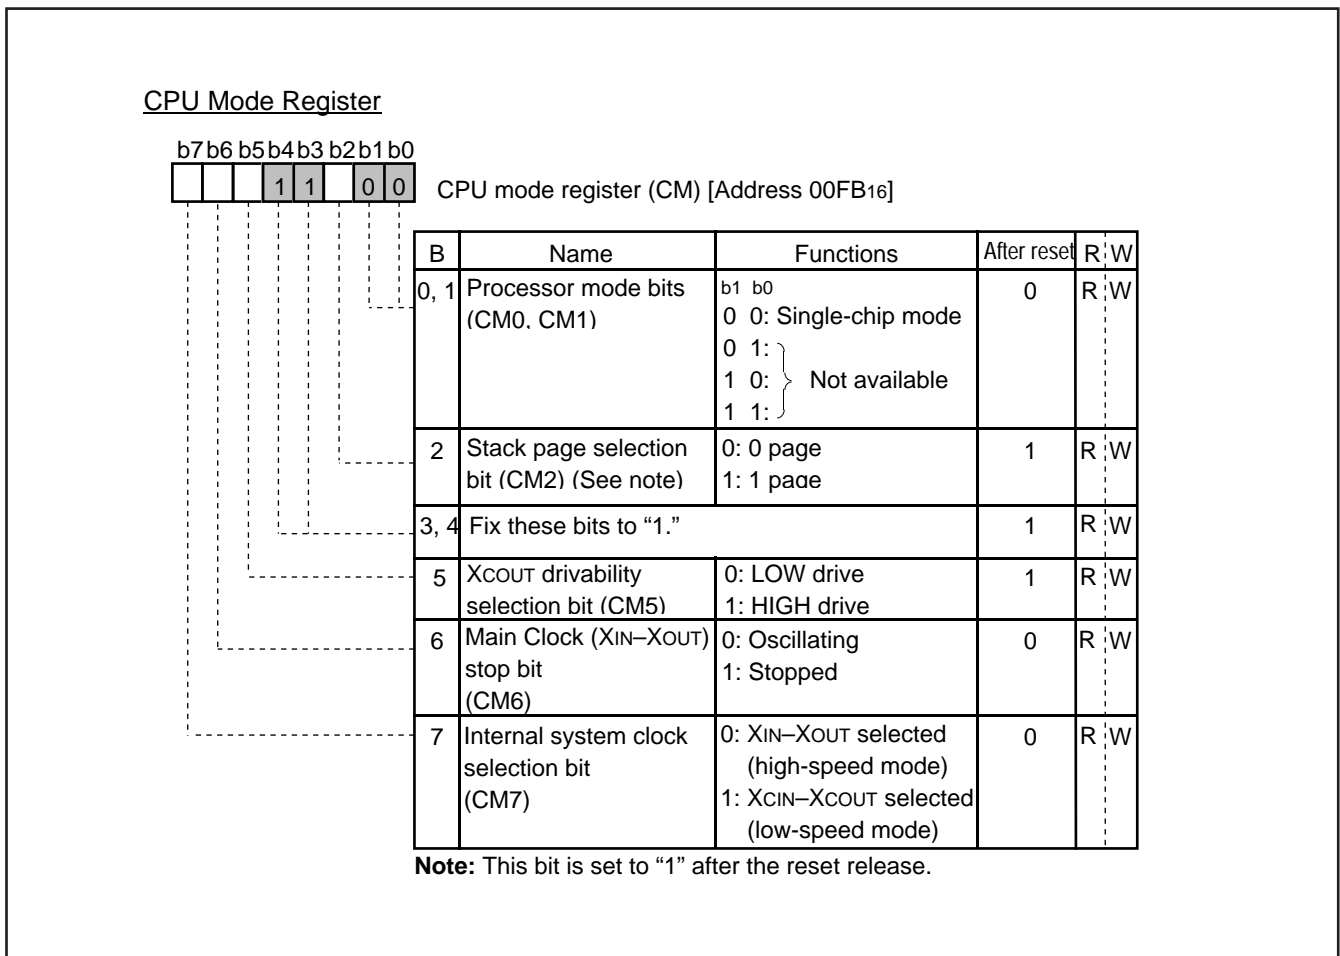 CPU Mode Register
b7 b6 b5 b4 b3 b2 b1 b0
1 1 0 0
CPU mode register (CM) [Address 00FB16]
B Name Functions After reset R W
0, 1 Processor mode bits (CM0, CM1) b1 b0 0 R W
0 0: Single-chip mode
0 1:
1 0: Not available
1 1:
2 Stack page selection 0: 0 page 1 R W
bit (CM2) (See note) 1: 1 page
3, 4 Fix these bits to “1.” 1 R W
5 XCOUT drivability 0: LOW drive 1 R W
selection bit (CM5) 1: HIGH drive
6 Main Clock (XIN–XOUT) 0: Oscillating 0 R W
stop bit 1: Stopped
(CM6)
7 Internal system clock 0: XIN–XOUT selected 0 R W
selection bit (high-speed mode)
(CM7) 1: XCIN–XCOUT selected
(low-speed mode)
Note: This bit is set to “1” after the reset release.